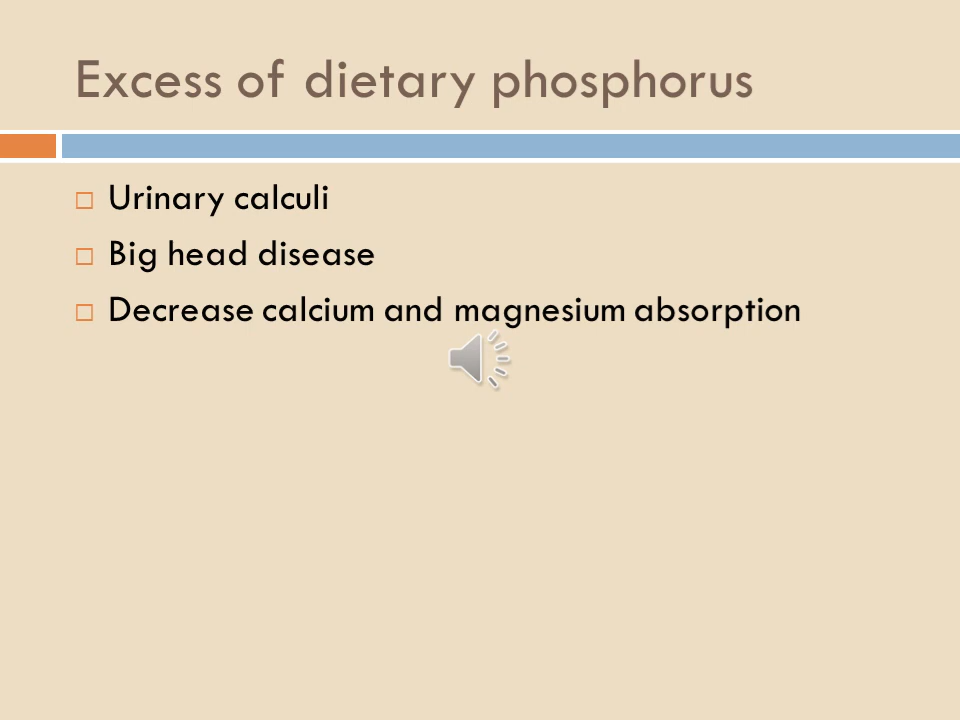 Excess of dietary phosphorus
Urinary calculi
Big head disease
Decrease calcium and magnesium absorption